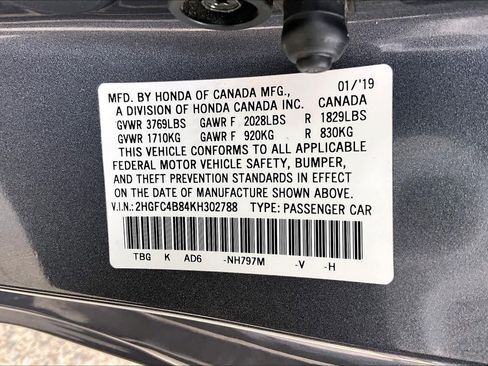 MFD. BY HONDA OF CANADA MFG., 01/'19
A DIVISION OF HONDA CANADA INC. CANADA
GVWR 3769LBS GAWR F 2028LBS R 1829LBS
GVWR 1710KG GAWR F 920KG R 830KG
THIS VEHICLE CONFORMS TO ALL APPLICABLE
FEDERAL MOTOR VEHICLE SAFETY, BUMPER,
AND THEFT PREVENTION STANDARDS IN EFFECT
ON THE DATE OF MANUFACTURE SHOWN ABOVE.
V.I.N.: 2HGFC4B84KH302788 TYPE: PASSENGER CAR
TBG K AD6 -NH797M -V -H